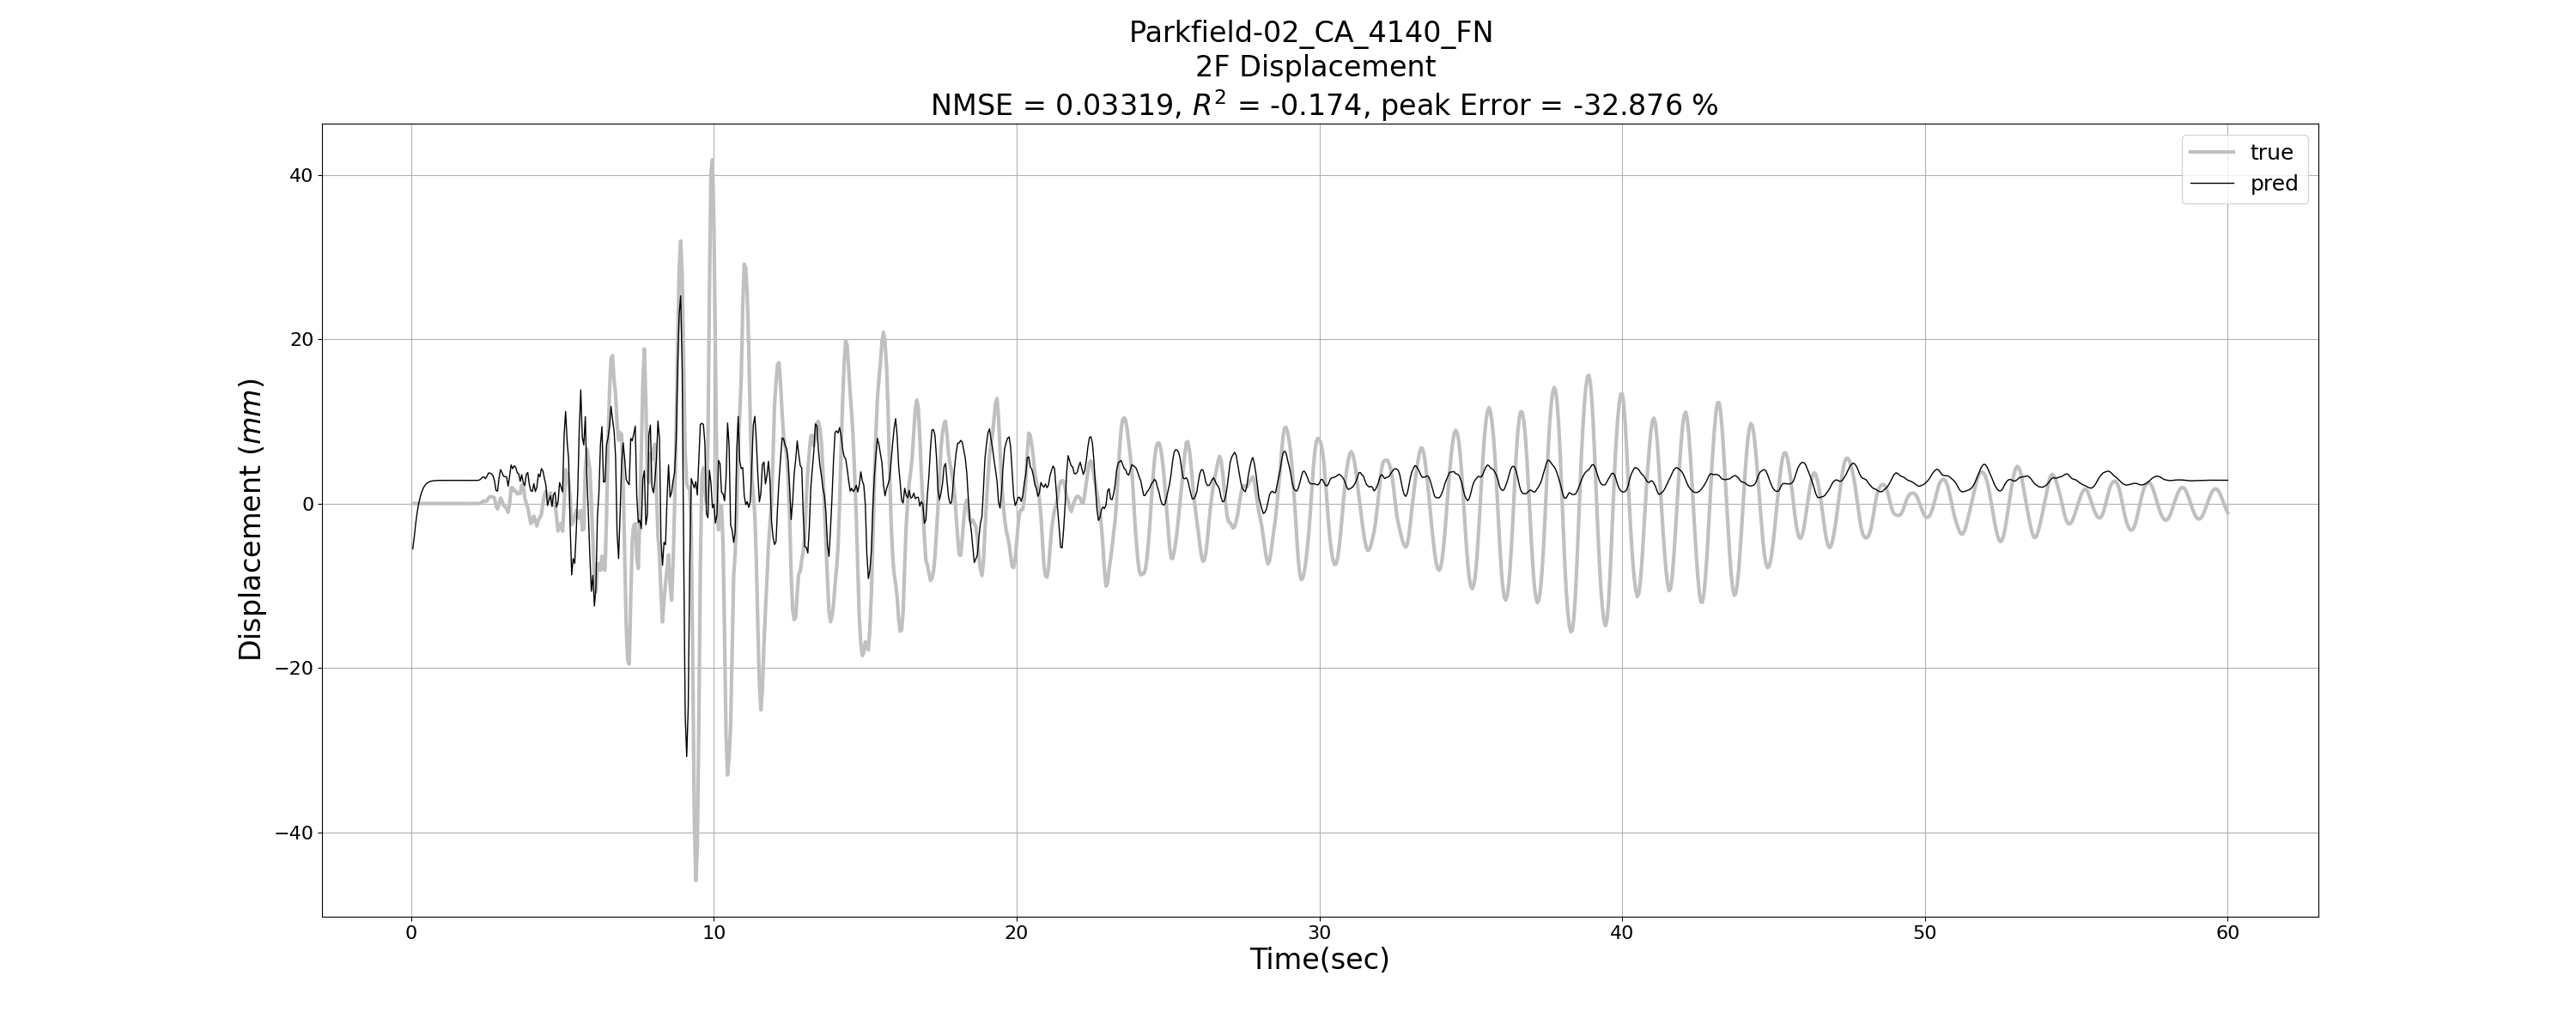 Parkfield-02_CA_4140_FN
2F Displacement
NMSE = 0.03319, R² = -0.174, peak Error = -32.876 %
true
pred
Displacement (mm)
40
20
0
−20
−40
0 10 20 30 40 50 60
Time(sec)